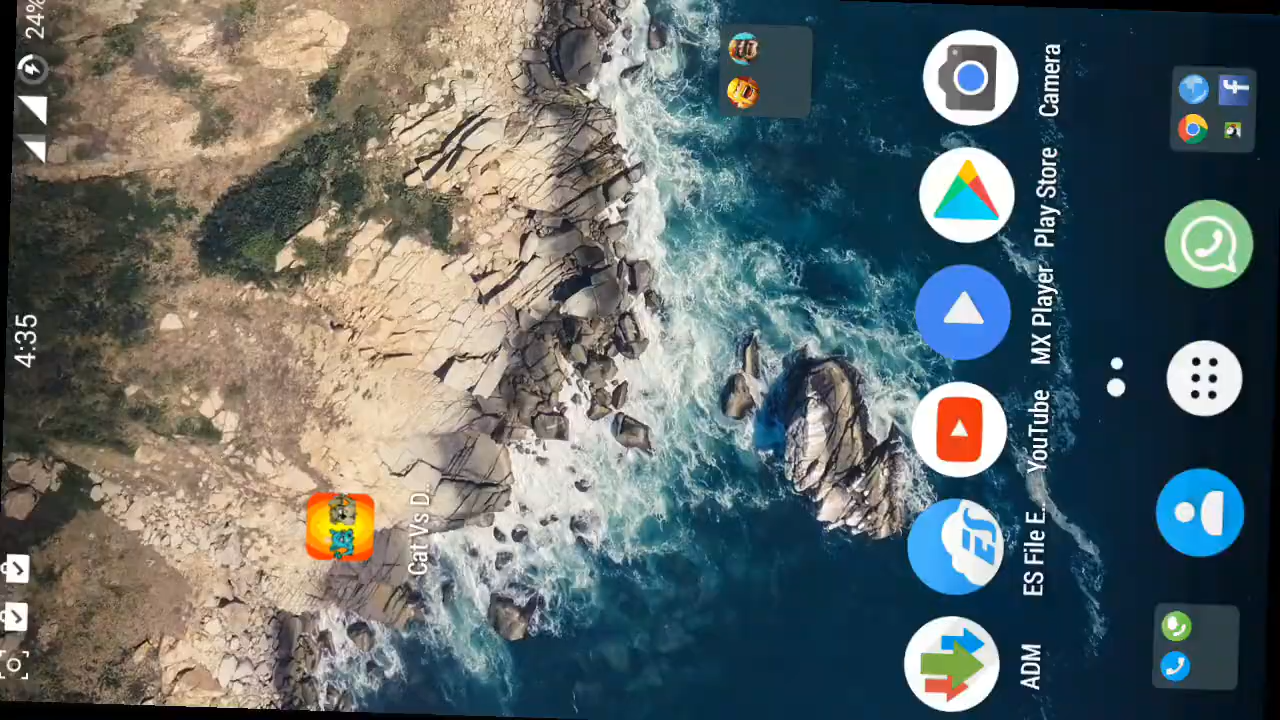 4:35
24%
Cat Vs D.
ADM
ES File E..
YouTube
MX Player
Play Store
Camera